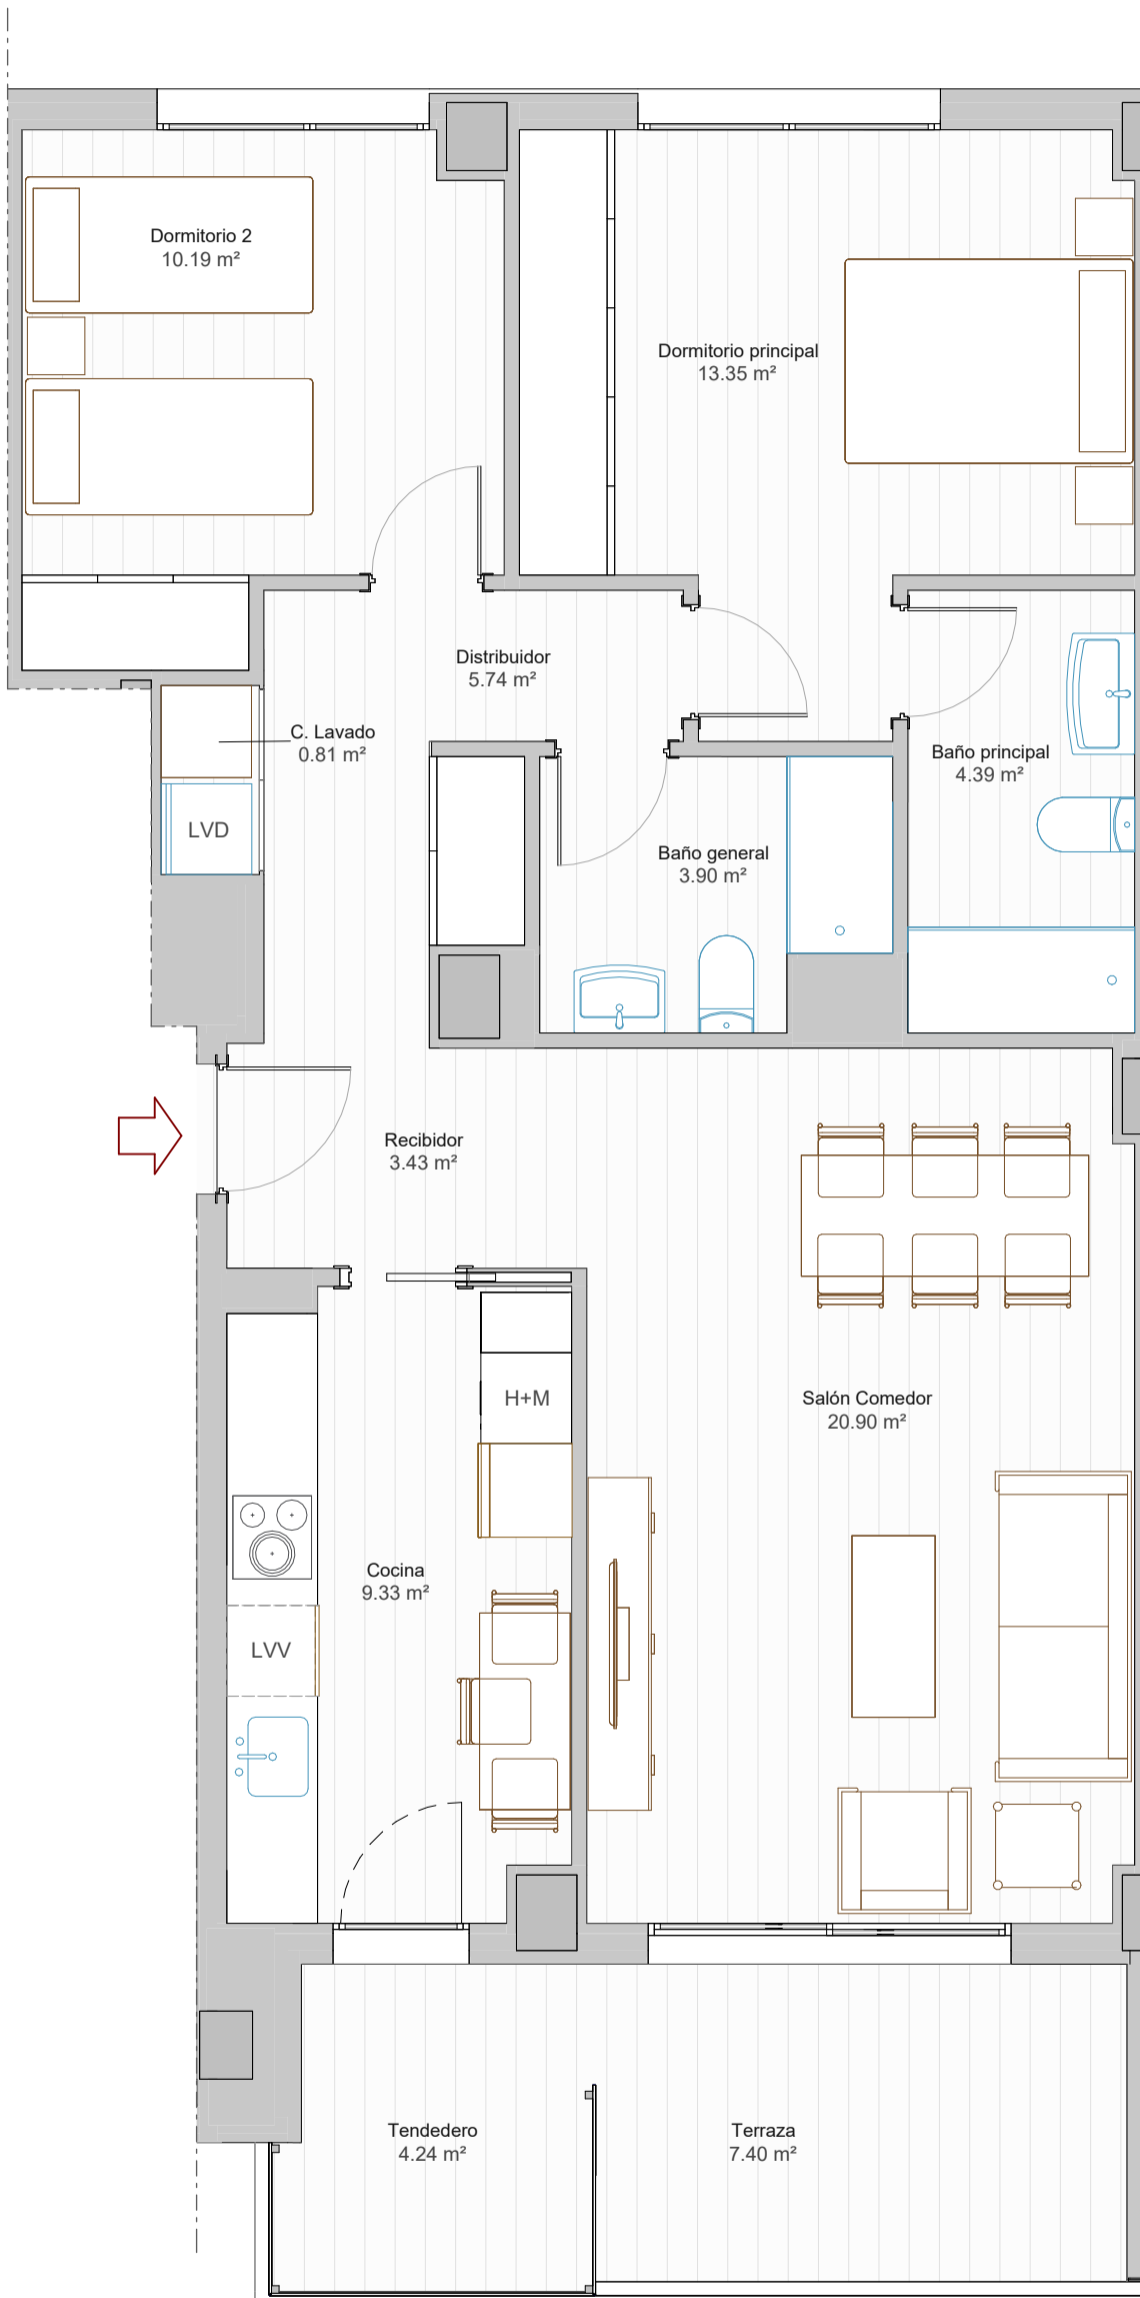 Dormitorio 2
10.19 m²
Dormitorio principal
13.35 m²
Distribuidor
5.74 m²
C. Lavado
0.81 m²
Baño principal
4.39 m²
LVD
Baño general
3.90 m²
Recibidor
3.43 m²
H+M
Salón Comedor
20.90 m²
Cocina
9.33 m²
LVV
Tendedero
4.24 m²
Terraza
7.40 m²